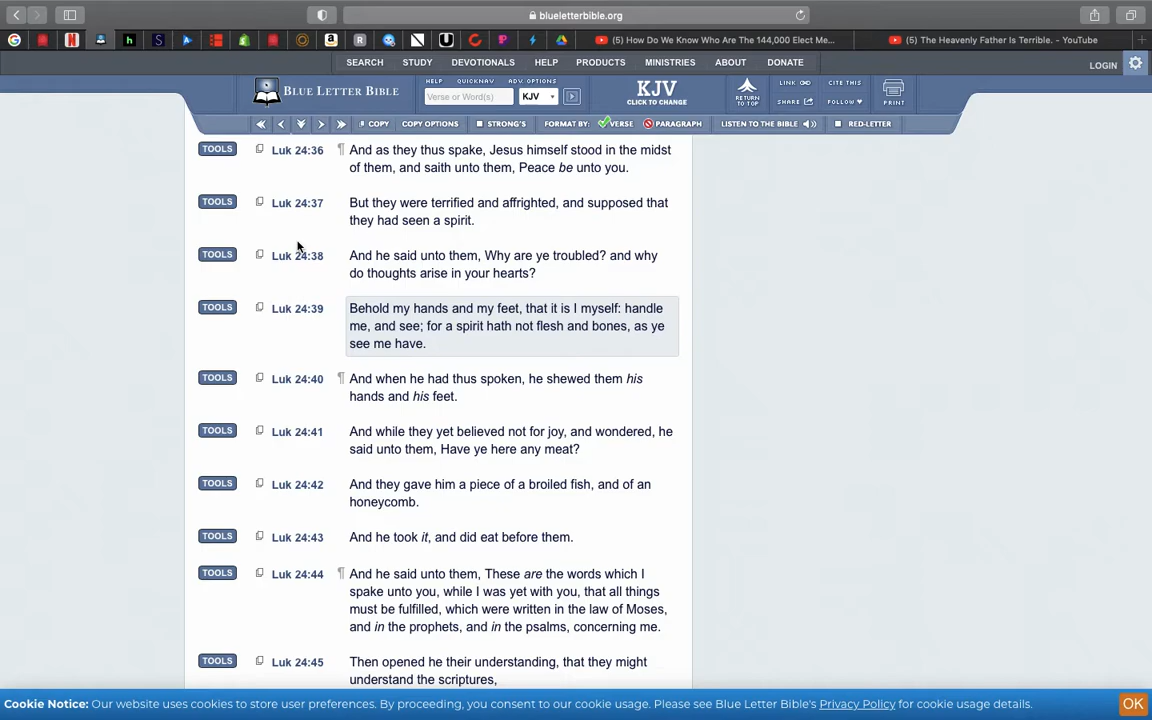 blueletterbible.org
(5) How Do We Know Who Are The 144,000 Elect Me...
(5) The Heavenly Father Is Terrible. - YouTube
SEARCH STUDY DEVOTIONALS HELP PRODUCTS MINISTRIES ABOUT DONATE
LOGIN
BLUE LETTER BIBLE
HELP QUICKNAV ADV. OPTIONS
Verse or Word(s) KJV
KJV
CLICK TO CHANGE
RETURN TO TOP
LINK CITE THIS
SHARE FOLLOW
PRINT
COPY COPY OPTIONS STRONG'S FORMAT BY: VERSE PARAGRAPH LISTEN TO THE BIBLE RED-LETTER
TOOLS Luk 24:36 ¶ And as they thus spake, Jesus himself stood in the midst
of them, and saith unto them, Peace be unto you.
TOOLS Luk 24:37 But they were terrified and affrighted, and supposed that
they had seen a spirit.
TOOLS Luk 24:38 And he said unto them, Why are ye troubled? and why
do thoughts arise in your hearts?
TOOLS Luk 24:39 Behold my hands and my feet, that it is I myself: handle
me, and see; for a spirit hath not flesh and bones, as ye
see me have.
TOOLS Luk 24:40 ¶ And when he had thus spoken, he shewed them his
hands and his feet.
TOOLS Luk 24:41 And while they yet believed not for joy, and wondered, he
said unto them, Have ye here any meat?
TOOLS Luk 24:42 And they gave him a piece of a broiled fish, and of an
honeycomb.
TOOLS Luk 24:43 And he took it, and did eat before them.
TOOLS Luk 24:44 ¶ And he said unto them, These are the words which I
spake unto you, while I was yet with you, that all things
must be fulfilled, which were written in the law of Moses,
and in the prophets, and in the psalms, concerning me.
TOOLS Luk 24:45 Then opened he their understanding, that they might
understand the scriptures,
Cookie Notice: Our website uses cookies to store user preferences. By proceeding, you consent to our cookie usage. Please see Blue Letter Bible's Privacy Policy for cookie usage details. OK